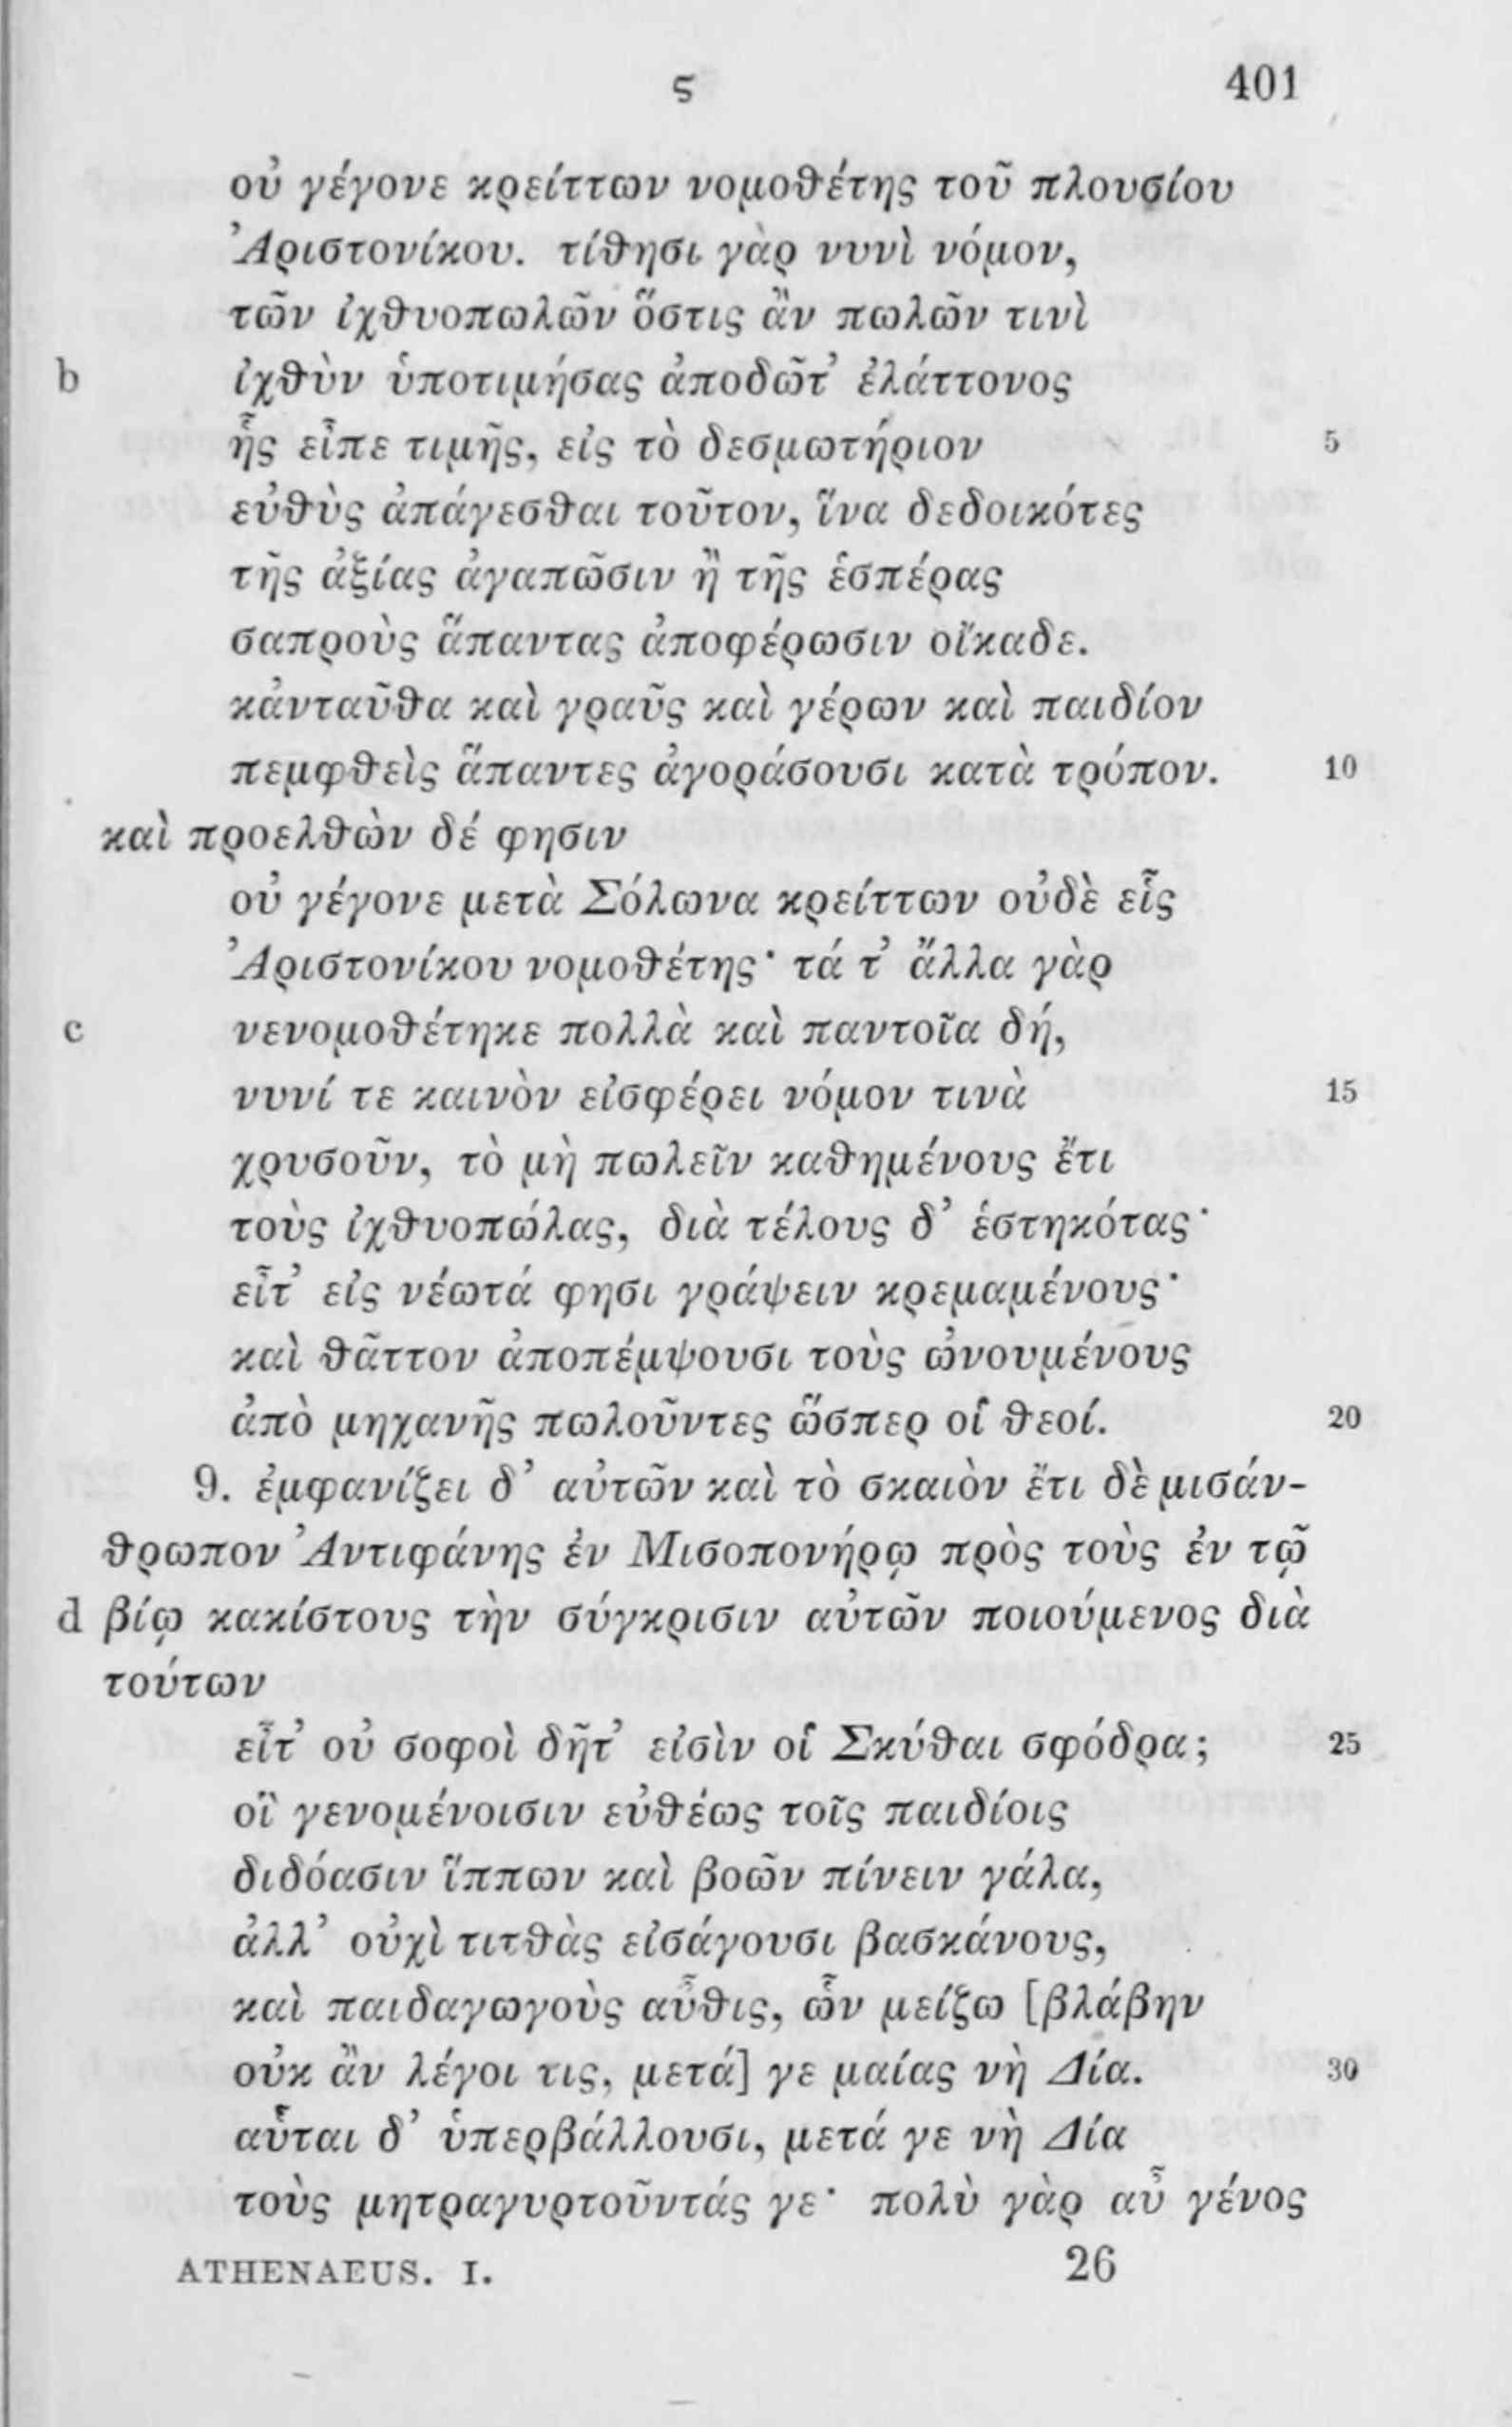 ϛ 401
οὐ γέγονε κρείττων νομοθέτης τοῦ πλουσίου
Ἀριστονίκου. τίθησι γὰρ νυνὶ νόμον,
τῶν ἰχθυοπωλῶν ὅστις ἂν πωλῶν τινὶ
b ἰχθὺν ὑποτιμήσας ἀποδῶτ’ ἐλάττονος
ἧς εἶπε τιμῆς, εἰς τὸ δεσμωτήριον 5
εὐθὺς ἀπάγεσθαι τοῦτον, ἵνα δεδοικότες
τῆς ἀξίας ἀγαπῶσιν ἢ τῆς ἑσπέρας
σαπροὺς ἅπαντας ἀποφέρωσιν οἴκαδε.
κἀνταῦθα καὶ γραῦς καὶ γέρων καὶ παιδίον
πεμφθεὶς ἅπαντες ἀγοράσουσι κατὰ τρόπον. 10
καὶ προελθὼν δέ φησιν
οὐ γέγονε μετὰ Σόλωνα κρείττων οὐδὲ εἷς
Ἀριστονίκου νομοθέτης· τά τ’ ἄλλα γὰρ
c νενομοθέτηκε πολλὰ καὶ παντοῖα δή,
νυνί τε καινὸν εἰσφέρει νόμον τινὰ 15
χρυσοῦν, τὸ μὴ πωλεῖν καθημένους ἔτι
τοὺς ἰχθυοπώλας, διὰ τέλους δ’ ἑστηκότας·
εἶτ’ εἰς νέωτά φησι γράψειν κρεμαμένους·
καὶ θᾶττον ἀποπέμψουσι τοὺς ὠνουμένους
ἀπὸ μηχανῆς πωλοῦντες ὥσπερ οἱ θεοί. 20
9. ἐμφανίζει δ’ αὐτῶν καὶ τὸ σκαιὸν ἔτι δὲ μισάν-
θρωπον Ἀντιφάνης ἐν Μισοπονήρῳ πρὸς τοὺς ἐν τῷ
d βίῳ κακίστους τὴν σύγκρισιν αὐτῶν ποιούμενος διὰ
τούτων
εἶτ’ οὐ σοφοὶ δῆτ’ εἰσὶν οἱ Σκύθαι σφόδρα; 25
οἳ γενομένοισιν εὐθέως τοῖς παιδίοις
διδόασιν ἵππων καὶ βοῶν πίνειν γάλα,
ἀλλ’ οὐχὶ τιτθὰς εἰσάγουσι βασκάνους,
καὶ παιδαγωγοὺς αὖθις, ὧν μείζω [βλάβην
οὐκ ἂν λέγοι τις, μετά] γε μαίας νὴ Δία. 30
αὗται δ’ ὑπερβάλλουσι, μετά γε νὴ Δία
τοὺς μητραγυρτοῦντάς γε· πολὺ γὰρ αὖ γένος
ATHENAEUS. I. 26